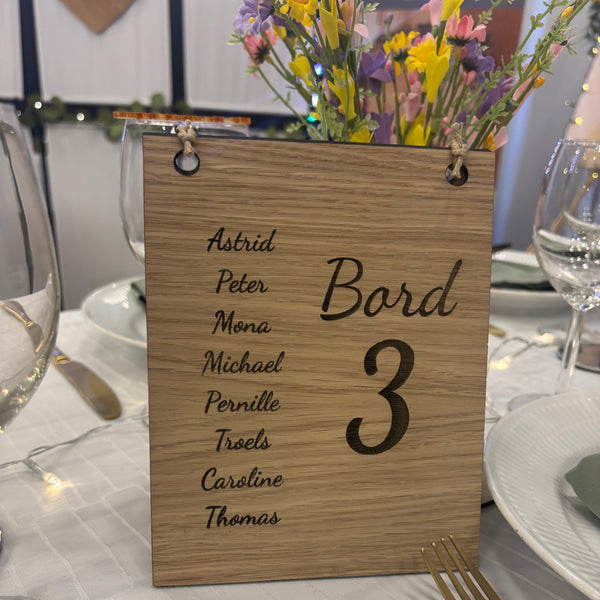 Astrid
Peter
Mona
Michael
Pernille
Troels
Caroline
Thomas
Bord
3